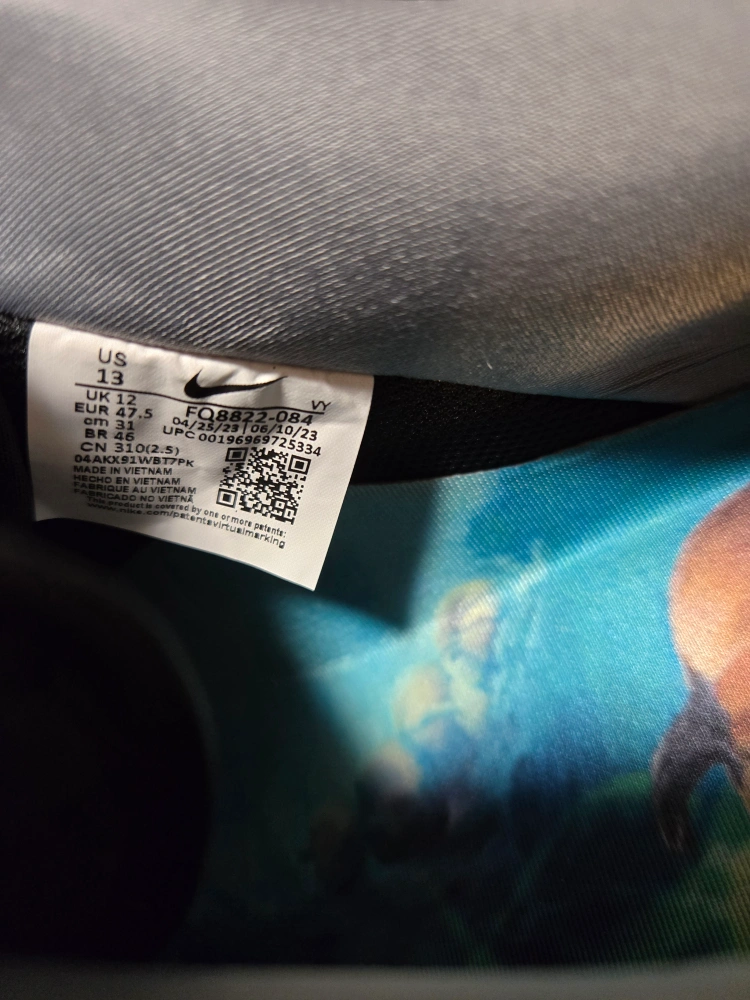 US
13
VY
UK 12
FQ8822-084
EUR 47.5
04/25/23 | 06/10/23
cm 31
UPC 00196969725334
BR 46
CN 310(2.5)
04AKX91WBT7PK
MADE IN VIETNAM
HECHO EN VIETNAM
FABRIQUE AU VIETNAM
FABRICADO NO VIETNÃ
This product is covered by one or more patents:
www.nike.com/patentsvirtualmarking